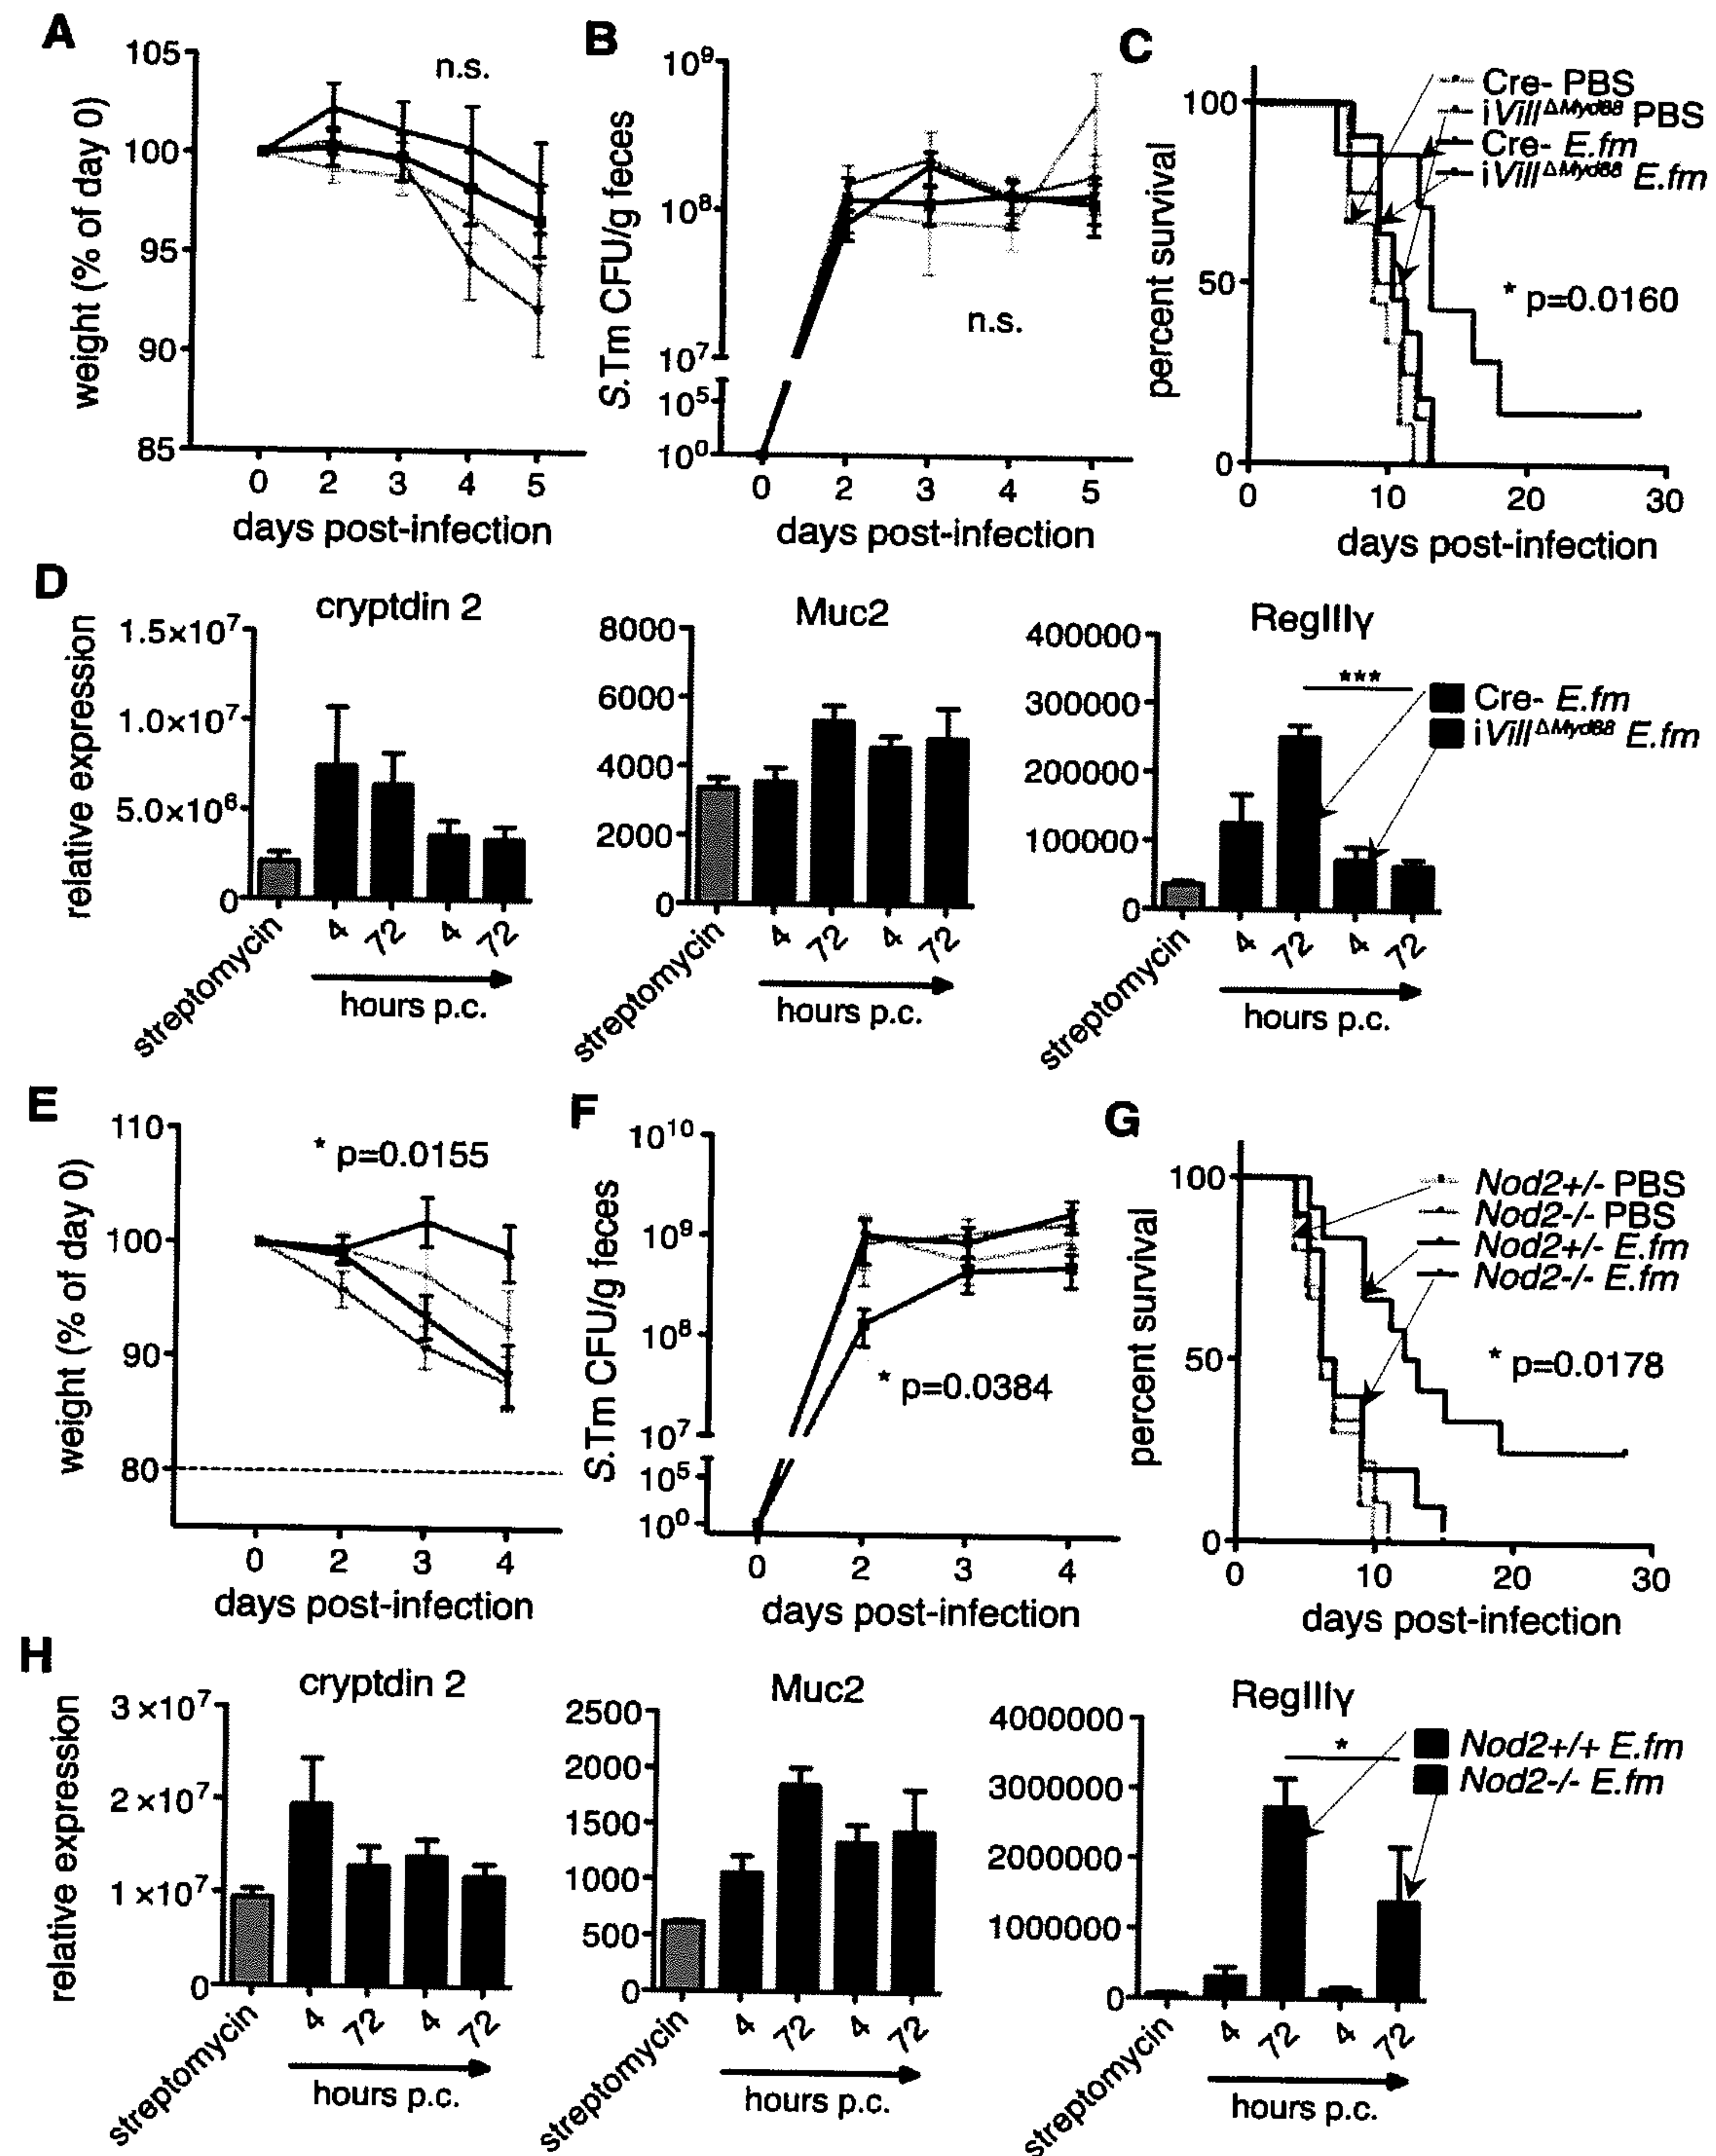 A
105
100
95
90
85
weight (% of day 0)
n.s.
0 2 3 4 5
days post-infection
B
10⁹
10⁸
10⁷
10⁵
10⁰
S.Tm CFU/g feces
n.s.
0 2 3 4 5
days post-infection
C
100
50
0
percent survival
Cre- PBS
iVill ΔMyd88 PBS
Cre- E.fm
iVill ΔMyd88 E.fm
* p=0.0160
0 10 20 30
days post-infection
D
cryptdin 2
relative expression
1.5×10⁷
1.0×10⁷
5.0×10⁶
0
streptomycin 4 72 4 72
hours p.c.
Muc2
8000
6000
4000
2000
0
streptomycin 4 72 4 72
hours p.c.
RegIIIγ
400000
300000
200000
100000
0
***
Cre- E.fm
iVill ΔMyd88 E.fm
streptomycin 4 72 4 72
hours p.c.
E
110
100
90
80
weight (% of day 0)
* p=0.0155
0 2 3 4
days post-infection
F
10¹⁰
10⁹
10⁸
10⁷
10⁵
10⁰
S.Tm CFU/g feces
* p=0.0384
0 2 3 4
days post-infection
G
100
50
0
percent survival
Nod2+/- PBS
Nod2-/- PBS
Nod2+/- E.fm
Nod2-/- E.fm
* p=0.0178
0 10 20 30
days post-infection
H
cryptdin 2
relative expression
3×10⁷
2×10⁷
1×10⁷
0
streptomycin 4 72 4 72
hours p.c.
Muc2
2500
2000
1500
1000
500
0
streptomycin 4 72 4 72
hours p.c.
RegIIIγ
4000000
3000000
2000000
1000000
0
*
Nod2+/+ E.fm
Nod2-/- E.fm
streptomycin 4 72 4 72
hours p.c.